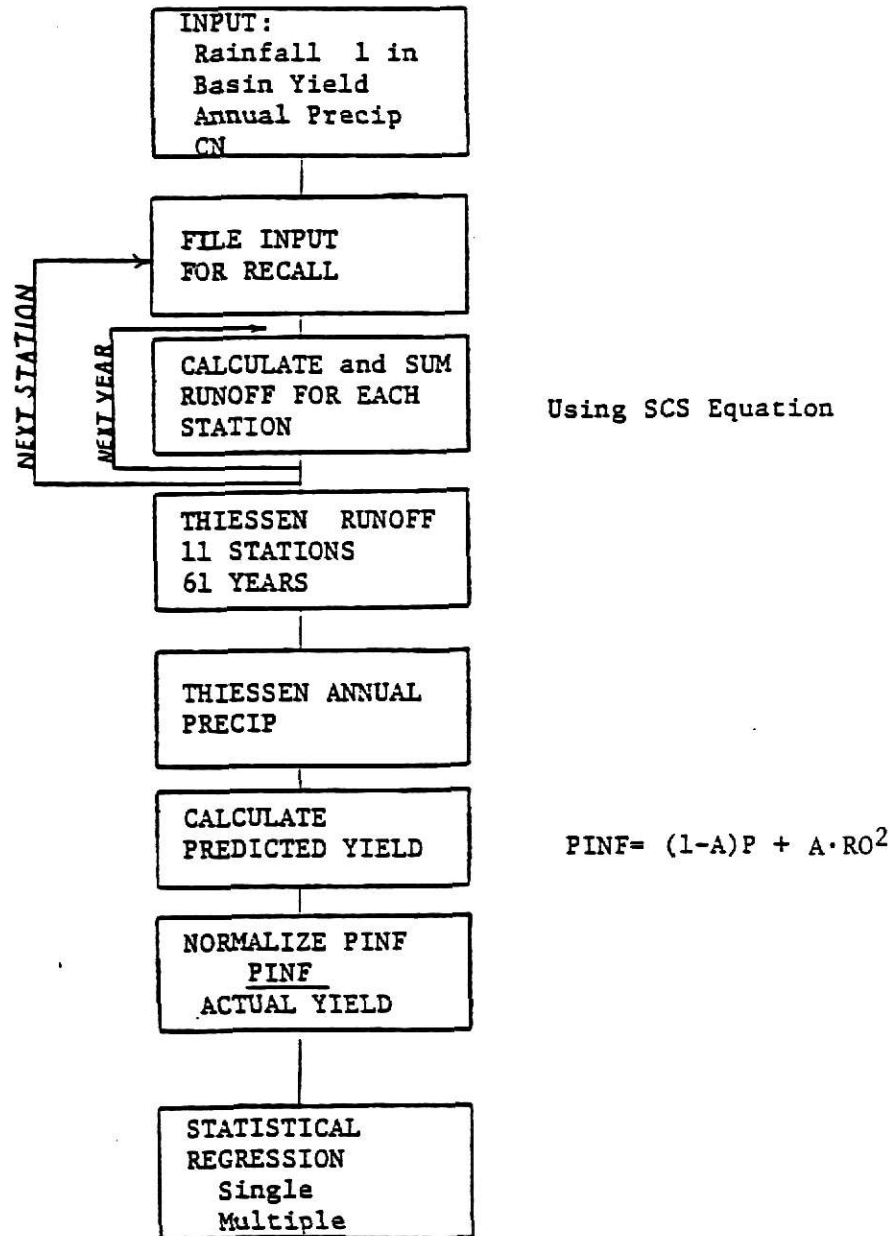 INPUT:
Rainfall 1 in
Basin Yield
Annual Precip
CN
FILE INPUT
FOR RECALL
NEXT STATION
NEXT YEAR
CALCULATE and SUM
RUNOFF FOR EACH
STATION
Using SCS Equation
THIESSEN RUNOFF
11 STATIONS
61 YEARS
THIESSEN ANNUAL
PRECIP
CALCULATE
PREDICTED YIELD
PINF= (1-A)P + A·RO²
NORMALIZE PINF
PINF
ACTUAL YIELD
STATISTICAL
REGRESSION
Single
Multiple